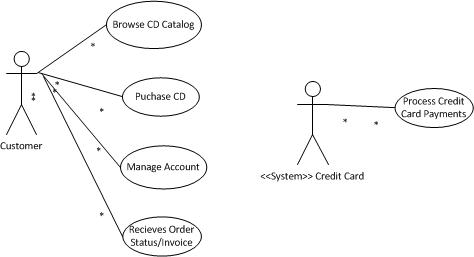 Browse CD Catalog
*
*
*
*
*
Puchase CD
*
Customer
*
Manage Account
*
Recieves Order
Status/Invoice
Process Credit
Card Payments
*
*
<<System>> Credit Card